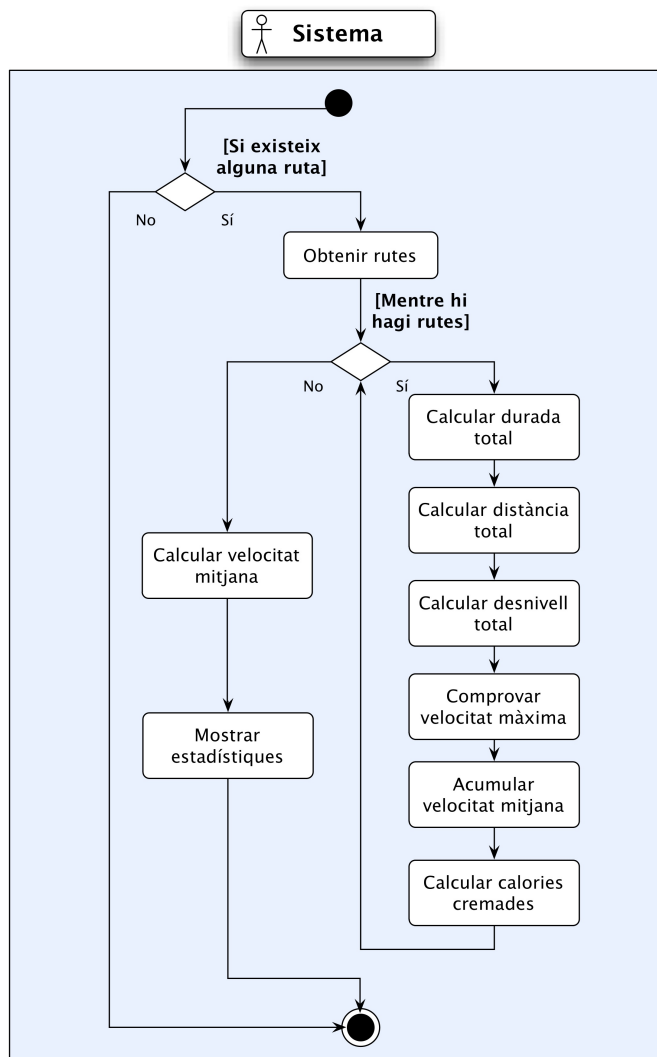 Sistema
[Si existeix
alguna ruta]
No
Sí
Obtenir rutes
[Mentre hi
hagi rutes]
No
Sí
Calcular durada
total
Calcular distància
total
Calcular desnivell
total
Comprovar
velocitat màxima
Acumular
velocitat mitjana
Calcular calories
cremades
Calcular velocitat
mitjana
Mostrar
estadístiques